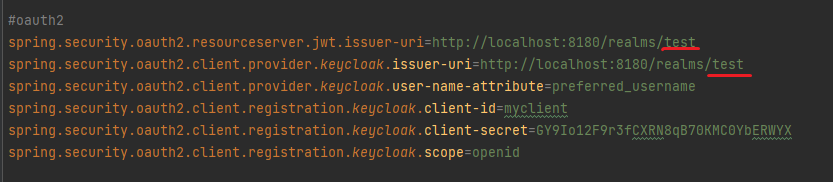 #oauth2
spring.security.oauth2.resourceserver.jwt.issuer-uri=http://localhost:8180/realms/test
spring.security.oauth2.client.provider.keycloak.issuer-uri=http://localhost:8180/realms/test
spring.security.oauth2.client.provider.keycloak.user-name-attribute=preferred_username
spring.security.oauth2.client.registration.keycloak.client-id=myclient
spring.security.oauth2.client.registration.keycloak.client-secret=GY9Io12F9r3fCXRN8qB70KMC0YbERWYX
spring.security.oauth2.client.registration.keycloak.scope=openid